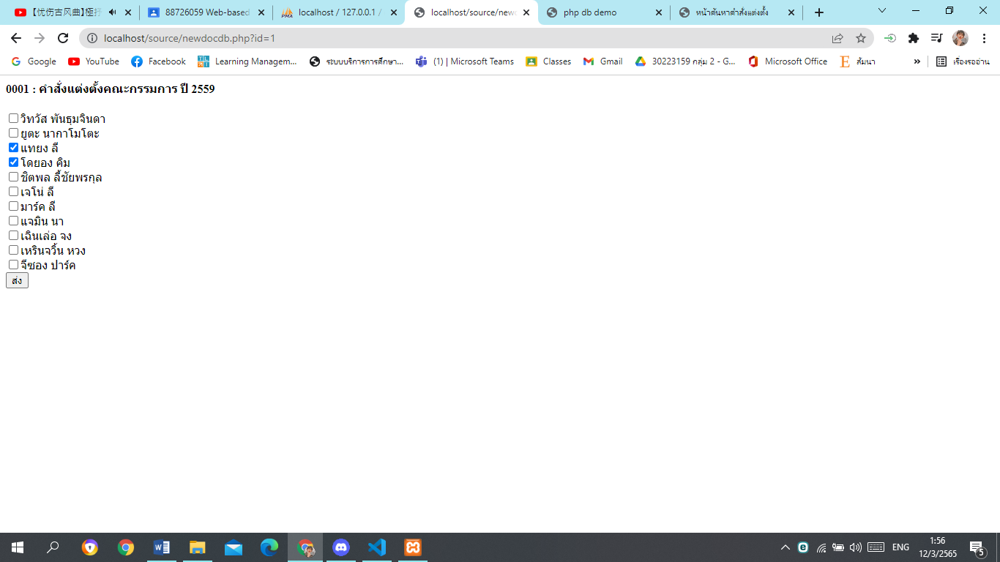 【优伤古风曲】極
88726059 Web-based
localhost / 127.0.0.1 /
localhost/source/newd
php db demo
หน้าค้นหาคำสั่งแต่งตั้ง
localhost/source/newdocdb.php?id=1
Google
YouTube
Facebook
Learning Managem...
ระบบบริการการศึกษา...
(1) | Microsoft Teams
Classes
Gmail
30223159 กลุ่ม 2 - G...
Microsoft Office
สัมนา
»
เรื่องรออ่าน
0001 : คำสั่งแต่งตั้งคณะกรรมการ ปี 2559
วิทวัส พันธุมจินดา
ยูตะ นากาโมโตะ
แทยง ลี
โดยอง คิม
ชิตพล ลี้ชัยพรกุล
เจโน่ ลี
มาร์ค ลี
แจมิน นา
เฉินเล่อ จง
เหรินจวิ้น หวง
จีซอง ปาร์ค
ส่ง
ENG
1:56
12/3/2565
5